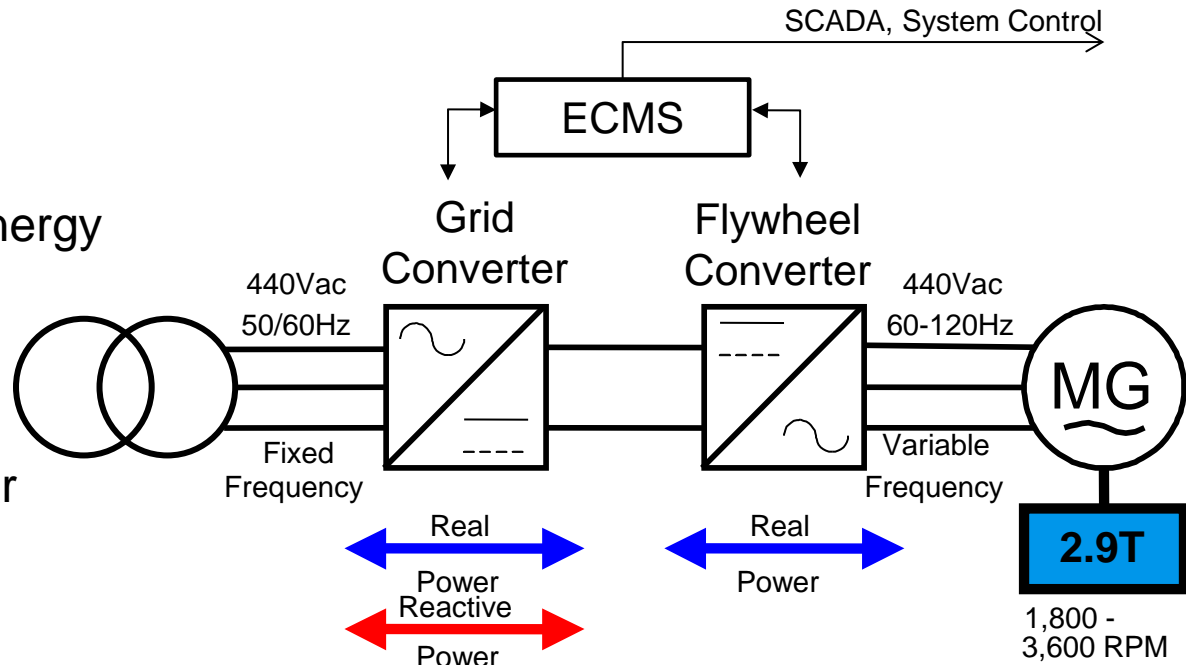 SCADA, System Control
ECMS
nergy
Grid
Converter
Flywheel
Converter
440Vac
50/60Hz
440Vac
60-120Hz
MG
Fixed
Frequency
Variable
Frequency
r
Real
Power
Reactive
Power
Real
Power
2.9T
1,800 -
3,600 RPM